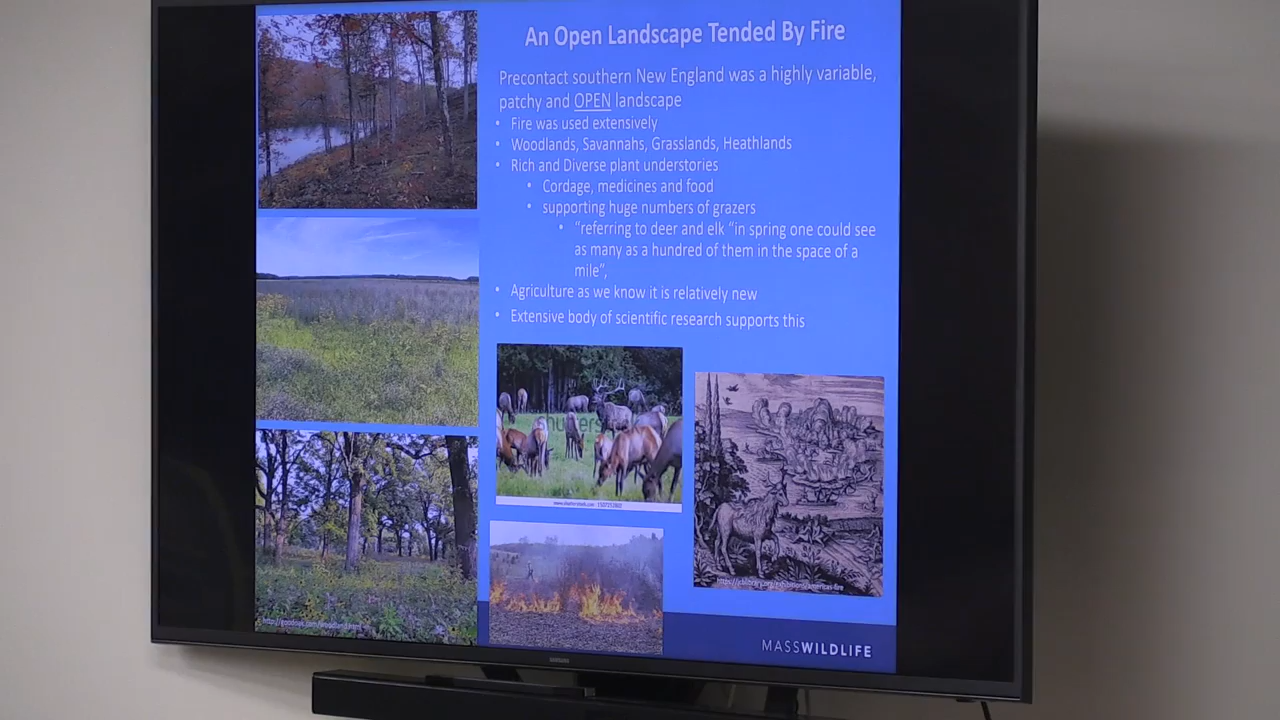 An Open Landscape Tended By Fire
Precontact southern New England was a highly variable,
patchy and OPEN landscape
• Fire was used extensively
• Woodlands, Savannahs, Grasslands, Heathlands
• Rich and Diverse plant understories
• Cordage, medicines and food
• supporting huge numbers of grazers
• "referring to deer and elk "in spring one could see
as many as a hundred of them in the space of a
mile",
• Agriculture as we know it is relatively new
• Extensive body of scientific research supports this
shutterstock
MASSWILDLIFE
SAMSUNG